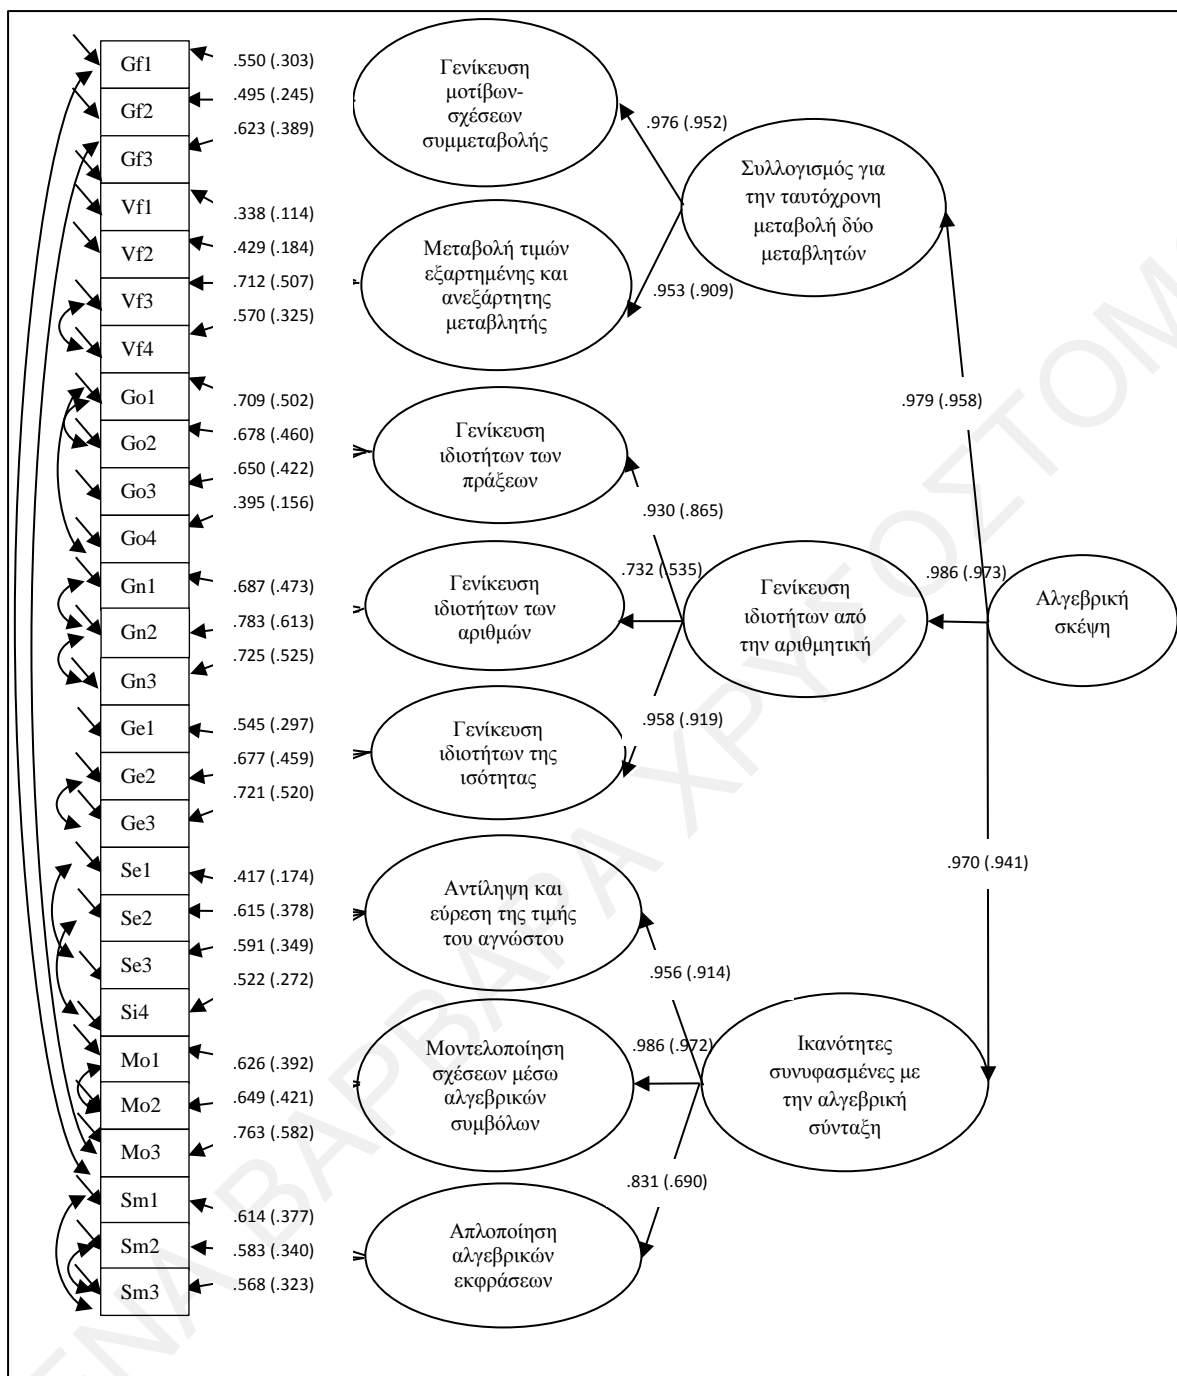 Gf1
Gf2
Gf3
Vf1
Vf2
Vf3
Vf4
Go1
Go2
Go3
Go4
Gn1
Gn2
Gn3
Ge1
Ge2
Ge3
Se1
Se2
Se3
Si4
Mo1
Mo2
Mo3
Sm1
Sm2
Sm3
.550 (.303)
.495 (.245)
.623 (.389)
.338 (.114)
.429 (.184)
.712 (.507)
.570 (.325)
.709 (.502)
.678 (.460)
.650 (.422)
.395 (.156)
.687 (.473)
.783 (.613)
.725 (.525)
.545 (.297)
.677 (.459)
.721 (.520)
.417 (.174)
.615 (.378)
.591 (.349)
.522 (.272)
.626 (.392)
.649 (.421)
.763 (.582)
.614 (.377)
.583 (.340)
.568 (.323)
Γενίκευση
μοτίβων-
σχέσεων
συμμεταβολής
Μεταβολή τιμών
εξαρτημένης και
ανεξάρτητης
μεταβλητής
Γενίκευση
ιδιοτήτων των
πράξεων
Γενίκευση
ιδιοτήτων των
αριθμών
Γενίκευση
ιδιοτήτων της
ισότητας
Αντίληψη και
εύρεση της τιμής
του αγνώστου
Μοντελοποίηση
σχέσεων μέσω
αλγεβρικών
συμβόλων
Απλοποίηση
αλγεβρικών
εκφράσεων
.976 (.952)
.953 (.909)
.930 (.865)
.732 (.535)
.958 (.919)
.956 (.914)
.986 (.972)
.831 (.690)
Συλλογισμός για
την ταυτόχρονη
μεταβολή δύο
μεταβλητών
Γενίκευση
ιδιοτήτων από
την αριθμητική
Ικανότητες
συνυφασμένες με
την αλγεβρική
σύνταξη
.979 (.958)
.986 (.973)
.970 (.941)
Αλγεβρική
σκέψη
ΕΝΑ ΒΑΡΒΑΡΑ ΧΡΥΣΟΣΤΟΜ